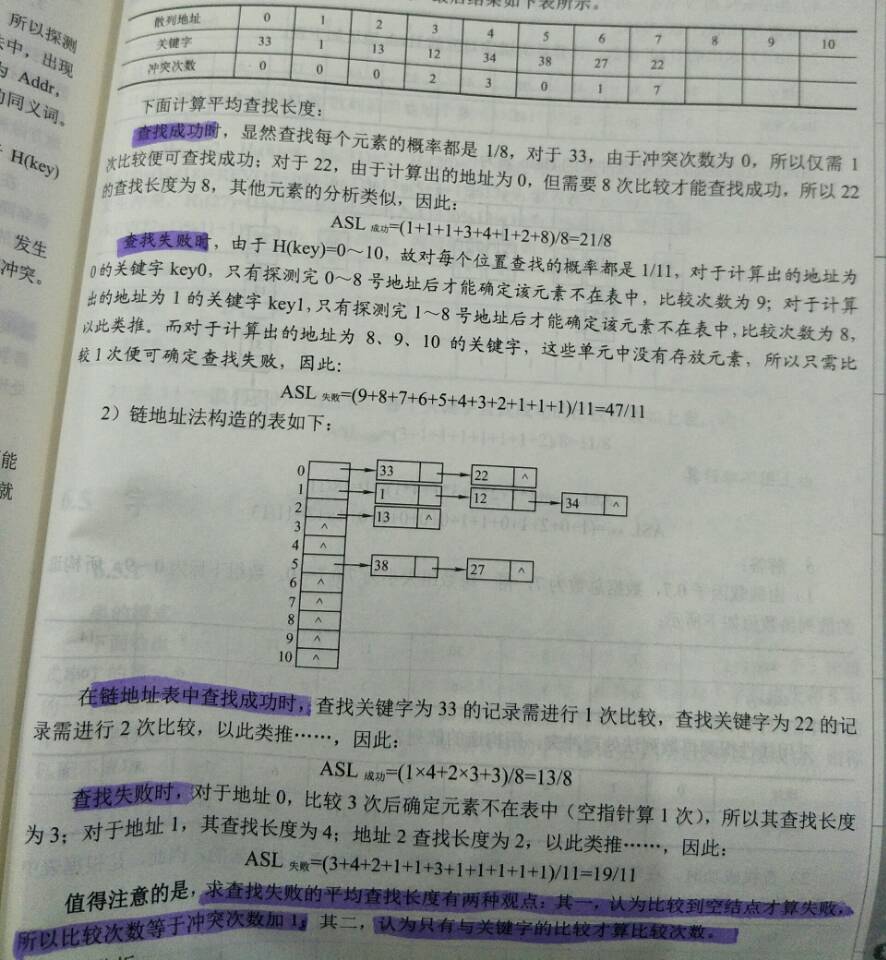 所以探测
去中，出现
为 Addr，
的同义词。
H(key)
发生
冲突。
能
就
最后结果如下表所示。
散列地址 0 1 2 3 4 5 6 7 8 9 10
关键字 33 1 13 12 34 38 27 22
冲突次数 0 0 0 2 3 0 1 7
下面计算平均查找长度：
查找成功时，显然查找每个元素的概率都是 1/8，对于 33，由于冲突次数为 0，所以仅需 1
次比较便可查找成功；对于 22，由于计算出的地址为 0，但需要 8 次比较才能查找成功，所以 22
的查找长度为 8，其他元素的分析类似，因此：
ASL 成功=(1+1+1+3+4+1+2+8)/8=21/8
查找失败时，由于 H(key)=0～10，故对每个位置查找的概率都是 1/11，对于计算出的地址为
0 的关键字 key0，只有探测完 0～8 号地址后才能确定该元素不在表中，比较次数为 9；对于计算
出的地址为 1 的关键字 key1，只有探测完 1～8 号地址后才能确定该元素不在表中，比较次数为 8，
以此类推。而对于计算出的地址为 8、9、10 的关键字，这些单元中没有存放元素，所以只需比
较 1 次便可确定查找失败，因此：
ASL 失败=(9+8+7+6+5+4+3+2+1+1+1)/11=47/11
2）链地址法构造的表如下：
0 33 22 ^
1 1 12 34 ^
2 13 ^
3 ^
4 ^
5 38 27 ^
6 ^
7 ^
8 ^
9 ^
10 ^
在链地址表中查找成功时，查找关键字为 33 的记录需进行 1 次比较，查找关键字为 22 的记
录需进行 2 次比较，以此类推……，因此：
ASL 成功=(1×4+2×3+3)/8=13/8
查找失败时，对于地址 0，比较 3 次后确定元素不在表中（空指针算 1 次），所以其查找长度
为 3；对于地址 1，其查找长度为 4；地址 2 查找长度为 2，以此类推……，因此：
ASL 失败=(3+4+2+1+1+3+1+1+1+1+1)/11=19/11
值得注意的是，求查找失败的平均查找长度有两种观点：其一，认为比较到空结点才算失败，
所以比较次数等于冲突次数加 1；其二，认为只有与关键字的比较才算比较次数。